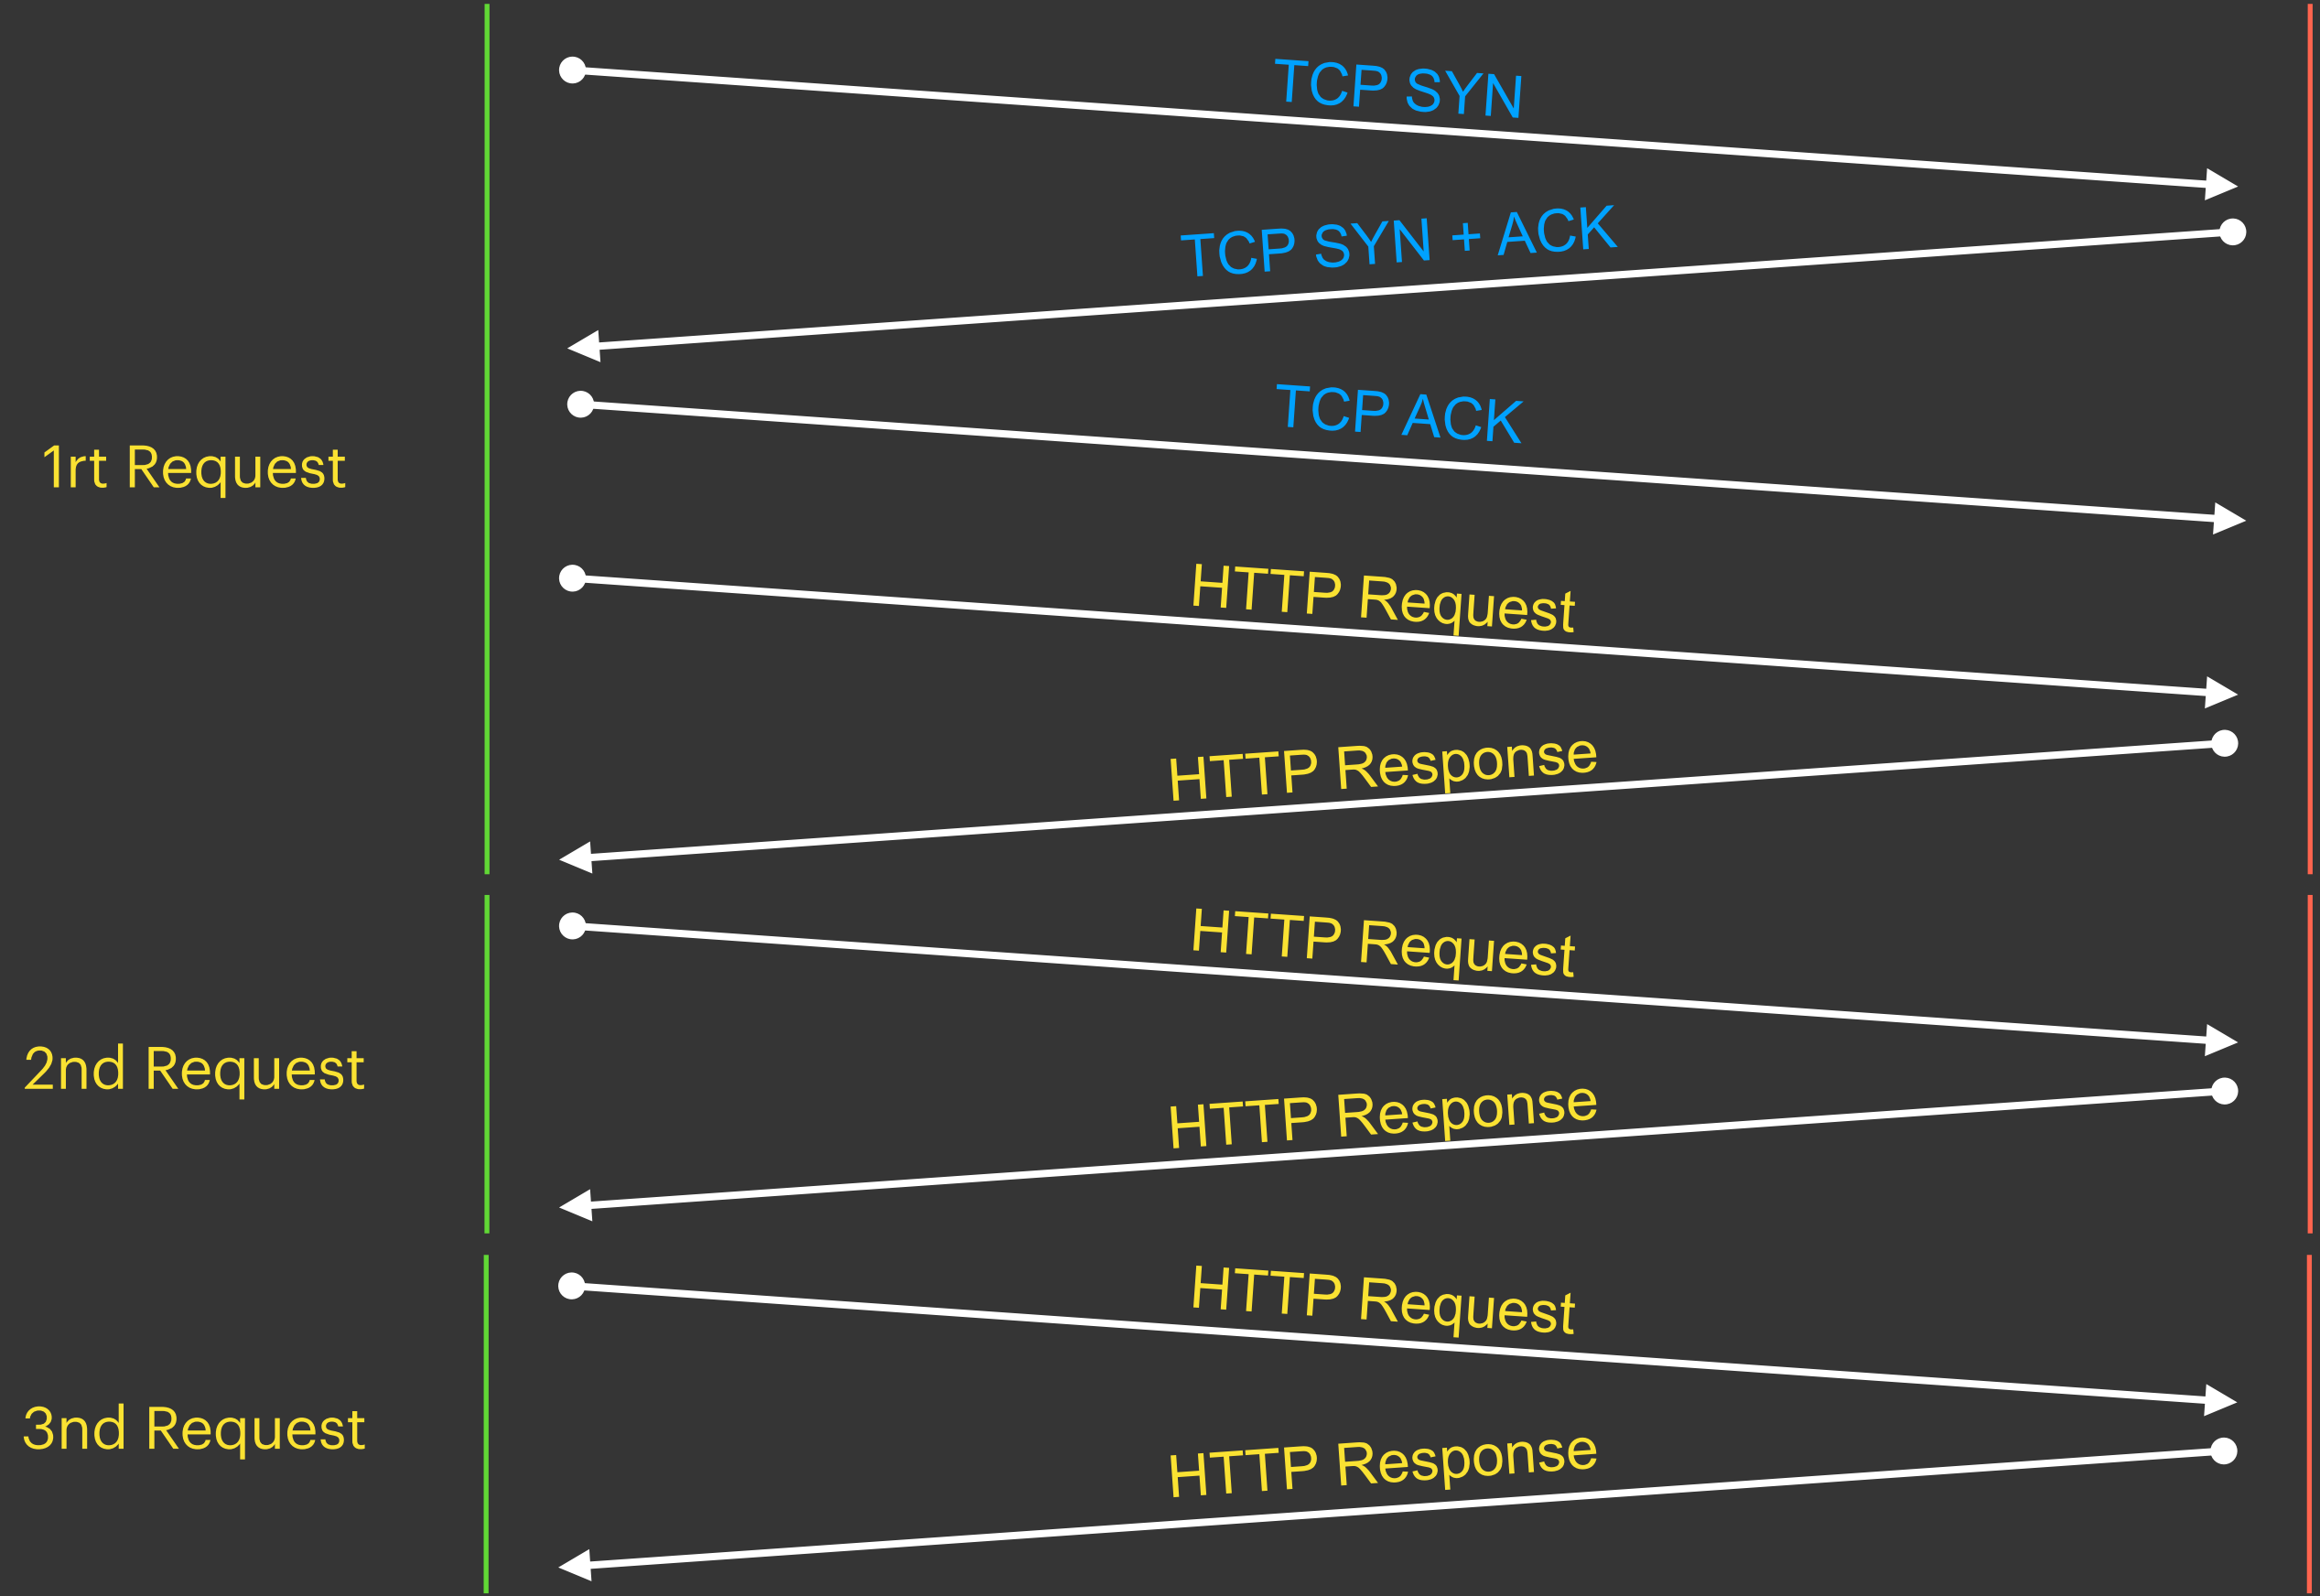 TCP SYN
TCP SYN + ACK
TCP ACK
1rt Request
HTTP Request
HTTP Response
HTTP Request
2nd Request
HTTP Response
HTTP Request
3nd Request
HTTP Response